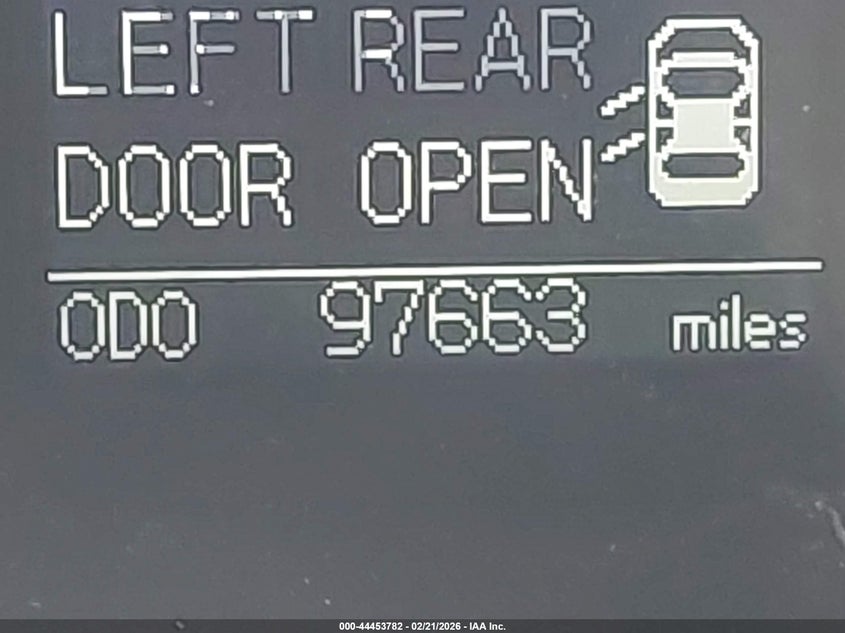 LEFT REAR
DOOR OPEN
ODO 97663 miles
000-44453782 - 02/21/2026 - IAA Inc.